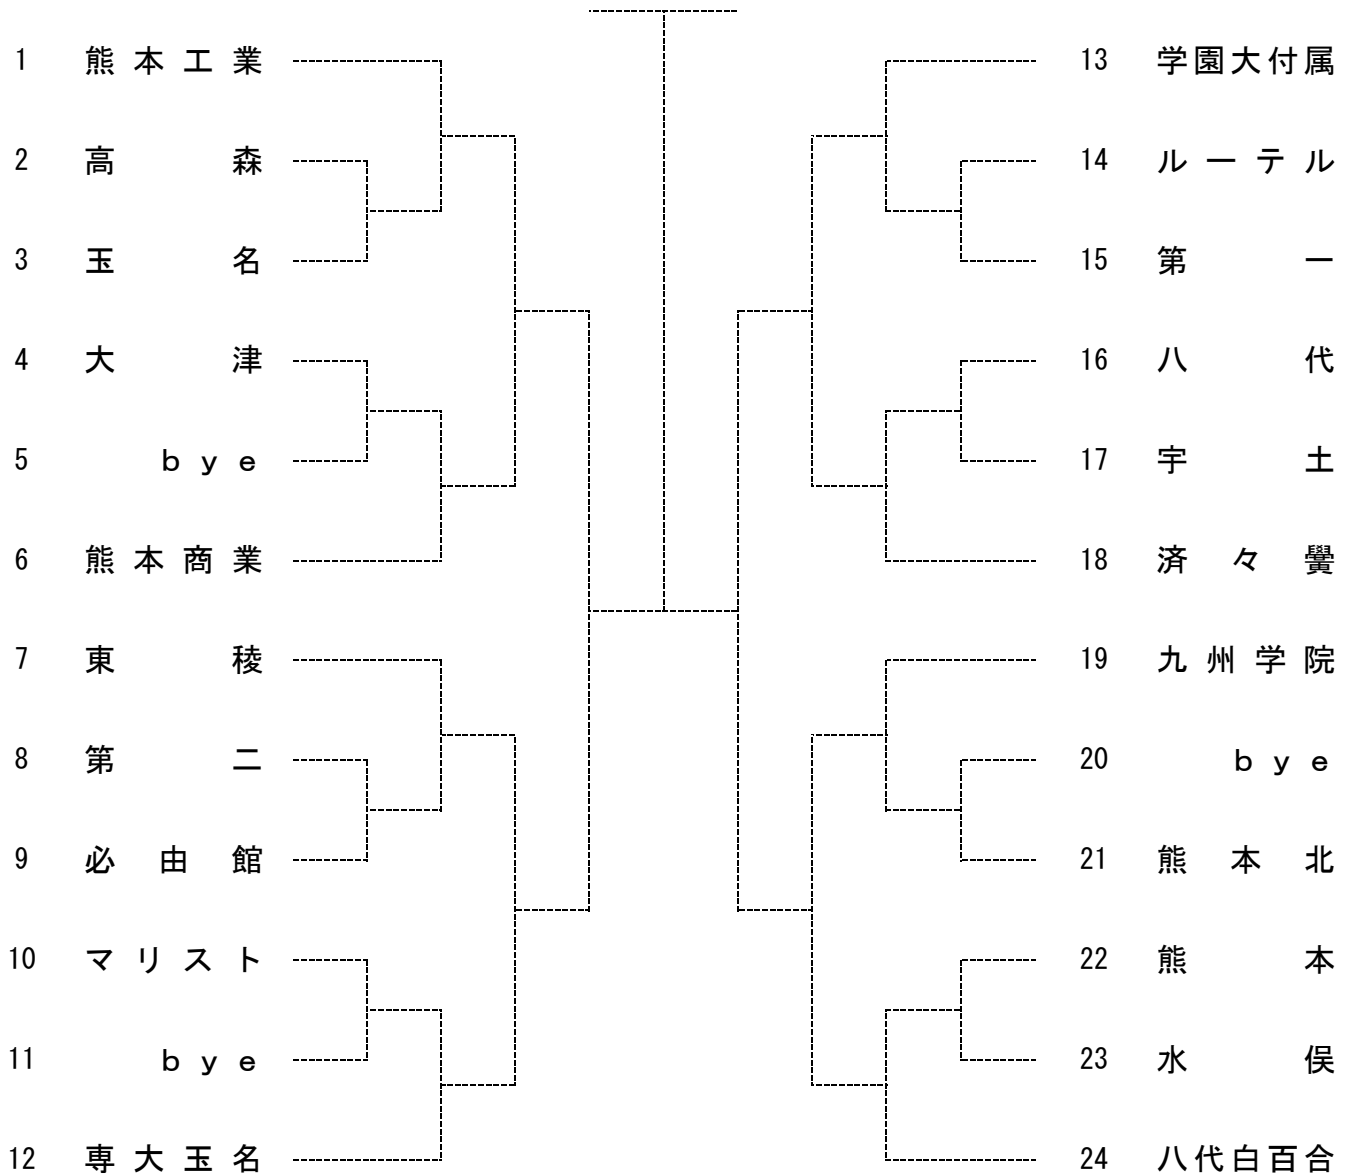 1 熊本工業
2 高森
3 玉名
4 大津
5 bye
6 熊本商業
7 東稜
8 第二
9 必由館
10 マリスト
11 bye
12 専大玉名
13 学園大付属
14 ルーテル
15 第一
16 八代
17 宇土
18 済々黌
19 九州学院
20 bye
21 熊本北
22 熊本
23 水俣
24 八代白百合